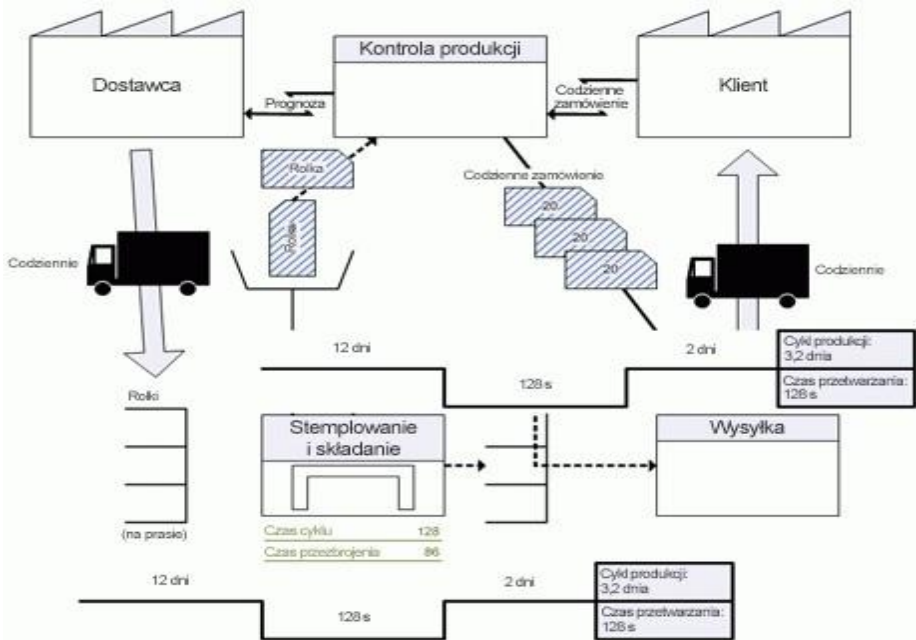 Dostawca
Kontrola produkcji
Klient
Prognoza
Codzienne
zamówienie
Rolka
Rolka
Codzienne zamówienie
20
20
20
Codziennie
Codziennie
12 dni
128 s
2 dni
Cykl produkcji:
3,2 dnia
Czas przetwarzania:
128 s
Rolki
(na prasie)
Stemplowanie
i składanie
Czas cyklu 128
Czas przezbrojenia 86
Wysyłka
12 dni
128 s
2 dni
Cykl produkcji:
3,2 dnia
Czas przetwarzania:
128 s